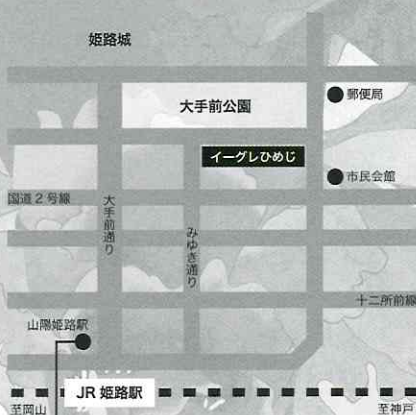 姫路城
郵便局
大手前公園
イーグレひめじ
市民会館
国道2号線
大手前通り
みゆき通り
十二所前線
山陽姫路駅
JR 姫路駅
至岡山
至神戸